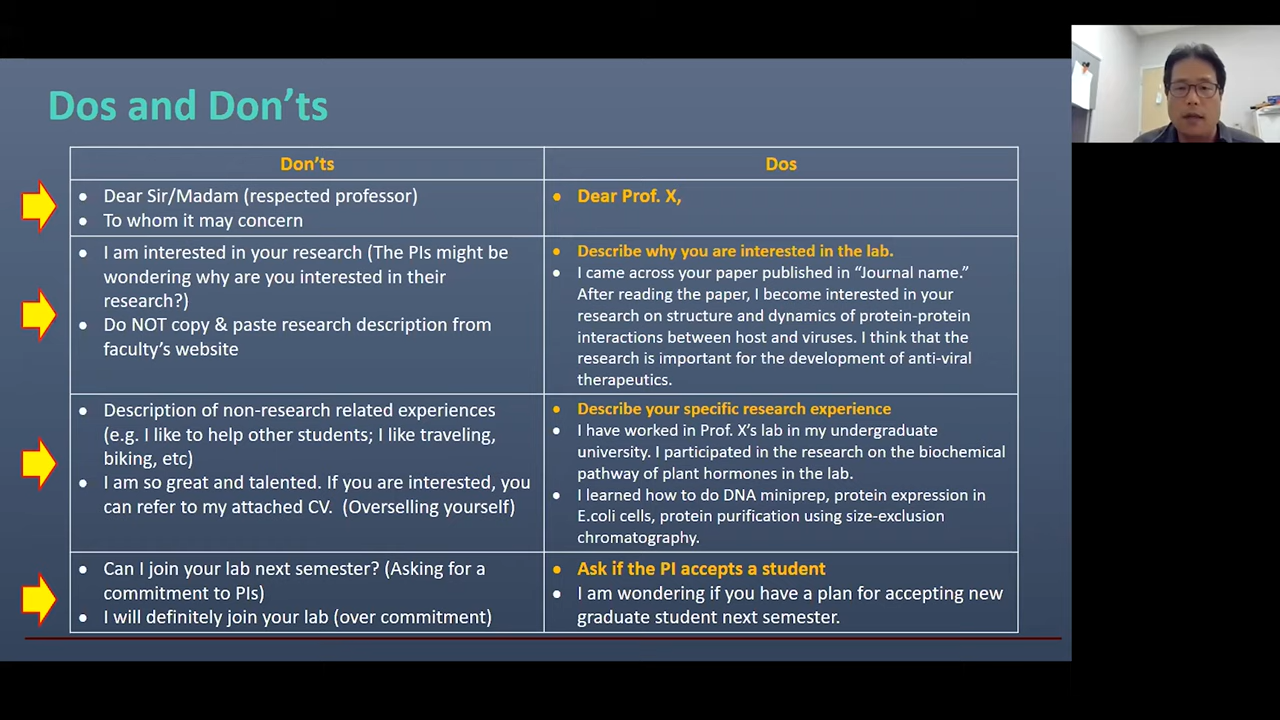 Dos and Don'ts
Don'ts
Dos
● Dear Sir/Madam (respected professor)
● To whom it may concern
● Dear Prof. X,
● I am interested in your research (The PIs might be
wondering why are you interested in their
research?)
● Do NOT copy & paste research description from
faculty's website
● Describe why you are interested in the lab.
● I came across your paper published in “Journal name.”
After reading the paper, I become interested in your
research on structure and dynamics of protein-protein
interactions between host and viruses. I think that the
research is important for the development of anti-viral
therapeutics.
● Description of non-research related experiences
(e.g. I like to help other students; I like traveling,
biking, etc)
● I am so great and talented. If you are interested, you
can refer to my attached CV. (Overselling yourself)
● Describe your specific research experience
● I have worked in Prof. X's lab in my undergraduate
university. I participated in the research on the biochemical
pathway of plant hormones in the lab.
● I learned how to do DNA miniprep, protein expression in
E.coli cells, protein purification using size-exclusion
chromatography.
● Can I join your lab next semester? (Asking for a
commitment to PIs)
● I will definitely join your lab (over commitment)
● Ask if the PI accepts a student
● I am wondering if you have a plan for accepting new
graduate student next semester.